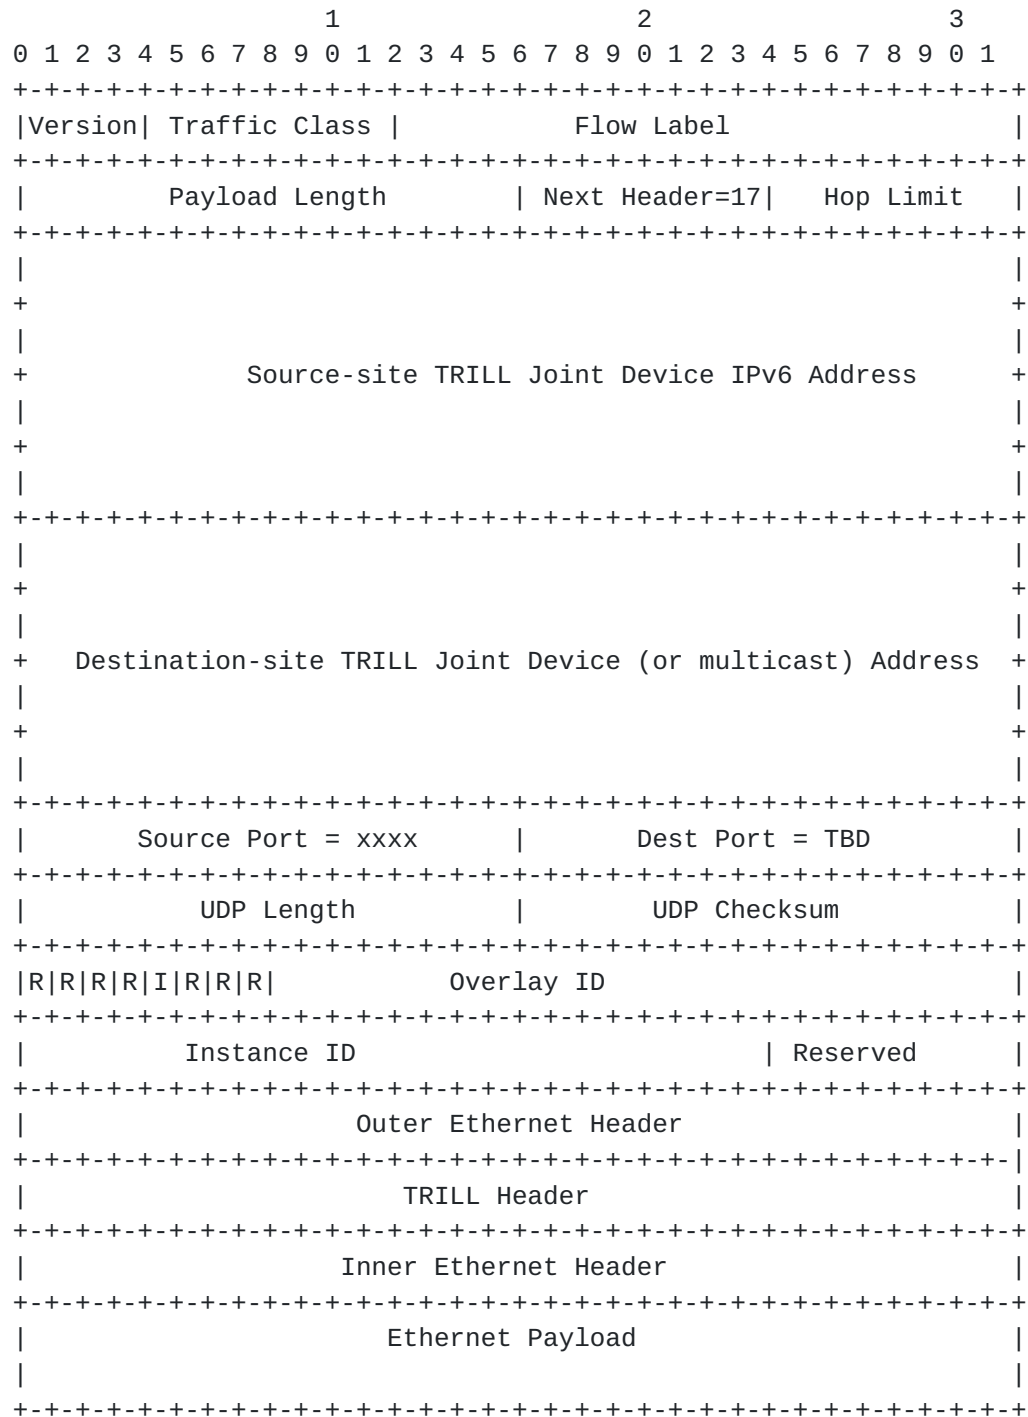 1                   2                   3
0 1 2 3 4 5 6 7 8 9 0 1 2 3 4 5 6 7 8 9 0 1 2 3 4 5 6 7 8 9 0 1
+-+-+-+-+-+-+-+-+-+-+-+-+-+-+-+-+-+-+-+-+-+-+-+-+-+-+-+-+-+-+-+-+
|Version| Traffic Class |           Flow Label                  |
+-+-+-+-+-+-+-+-+-+-+-+-+-+-+-+-+-+-+-+-+-+-+-+-+-+-+-+-+-+-+-+-+
|         Payload Length        | Next Header=17|   Hop Limit   |
+-+-+-+-+-+-+-+-+-+-+-+-+-+-+-+-+-+-+-+-+-+-+-+-+-+-+-+-+-+-+-+-+
|                                                               |
+                                                               +
|                                                               |
+              Source-site TRILL Joint Device IPv6 Address      +
|                                                               |
+                                                               +
|                                                               |
+-+-+-+-+-+-+-+-+-+-+-+-+-+-+-+-+-+-+-+-+-+-+-+-+-+-+-+-+-+-+-+-+
|                                                               |
+                                                               +
|                                                               |
+   Destination-site TRILL Joint Device (or multicast) Address  +
|                                                               |
+                                                               +
|                                                               |
+-+-+-+-+-+-+-+-+-+-+-+-+-+-+-+-+-+-+-+-+-+-+-+-+-+-+-+-+-+-+-+-+
|       Source Port = xxxx      |       Dest Port = TBD         |
+-+-+-+-+-+-+-+-+-+-+-+-+-+-+-+-+-+-+-+-+-+-+-+-+-+-+-+-+-+-+-+-+
|           UDP Length          |        UDP Checksum           |
+-+-+-+-+-+-+-+-+-+-+-+-+-+-+-+-+-+-+-+-+-+-+-+-+-+-+-+-+-+-+-+-+
|R|R|R|R|I|R|R|R|           Overlay ID                          |
+-+-+-+-+-+-+-+-+-+-+-+-+-+-+-+-+-+-+-+-+-+-+-+-+-+-+-+-+-+-+-+-+
|          Instance ID                          | Reserved      |
+-+-+-+-+-+-+-+-+-+-+-+-+-+-+-+-+-+-+-+-+-+-+-+-+-+-+-+-+-+-+-+-+
|                     Outer Ethernet Header                     |
+-+-+-+-+-+-+-+-+-+-+-+-+-+-+-+-+-+-+-+-+-+-+-+-+-+-+-+-+-+-+-+-|
|                        TRILL Header                           |
+-+-+-+-+-+-+-+-+-+-+-+-+-+-+-+-+-+-+-+-+-+-+-+-+-+-+-+-+-+-+-+-+
|                    Inner Ethernet Header                      |
+-+-+-+-+-+-+-+-+-+-+-+-+-+-+-+-+-+-+-+-+-+-+-+-+-+-+-+-+-+-+-+-+
|                       Ethernet Payload                        |
|                                                               |
+-+-+-+-+-+-+-+-+-+-+-+-+-+-+-+-+-+-+-+-+-+-+-+-+-+-+-+-+-+-+-+-+